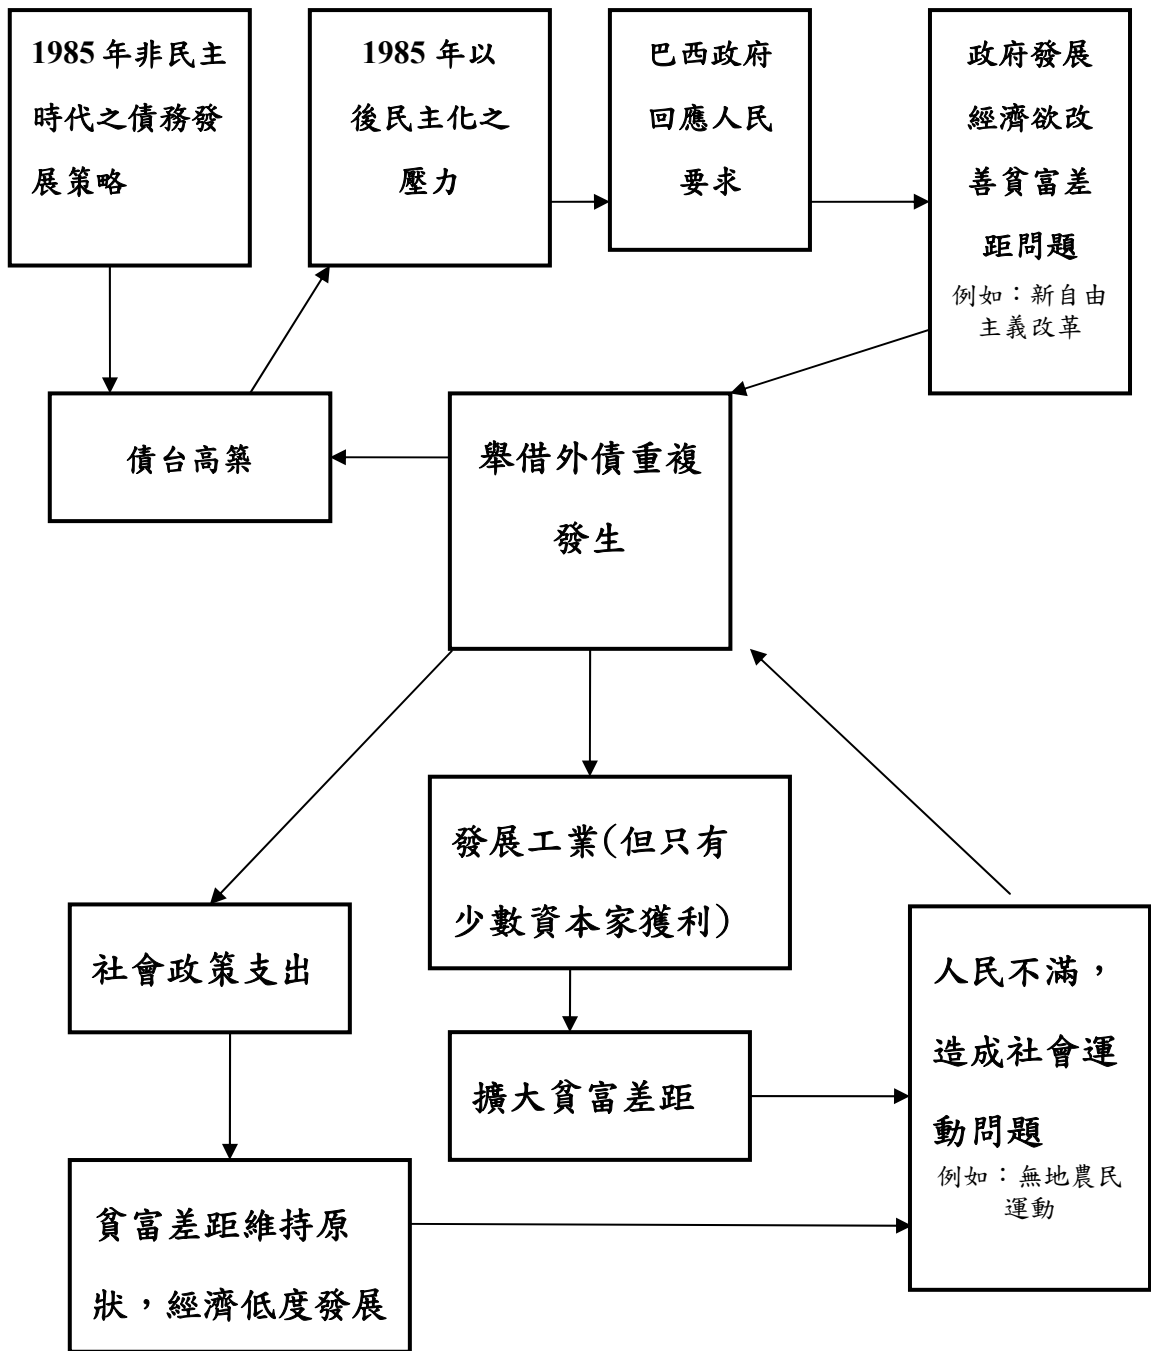 1985 年非民主
時代之債務發
展策略
1985 年以
後民主化之
壓力
巴西政府
回應人民
要求
政府發展
經濟欲改
善貧富差
距問題
例如：新自由
主義改革
債台高築
舉借外債重複
發生
發展工業(但只有
少數資本家獲利)
社會政策支出
擴大貧富差距
人民不滿，
造成社會運
動問題
例如：無地農民
運動
貧富差距維持原
狀，經濟低度發展